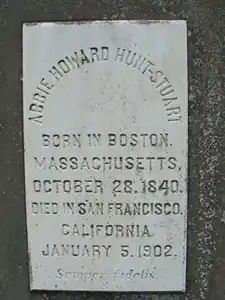 ABBIE HOWARD HUNT-STUART
BORN IN BOSTON.
MASSACHUSETTS,
OCTOBER 28. 1840.
DIED IN SAN FRANCISCO.
CALIFORNIA
JANUARY 5. 1902.
Semper fidelis.